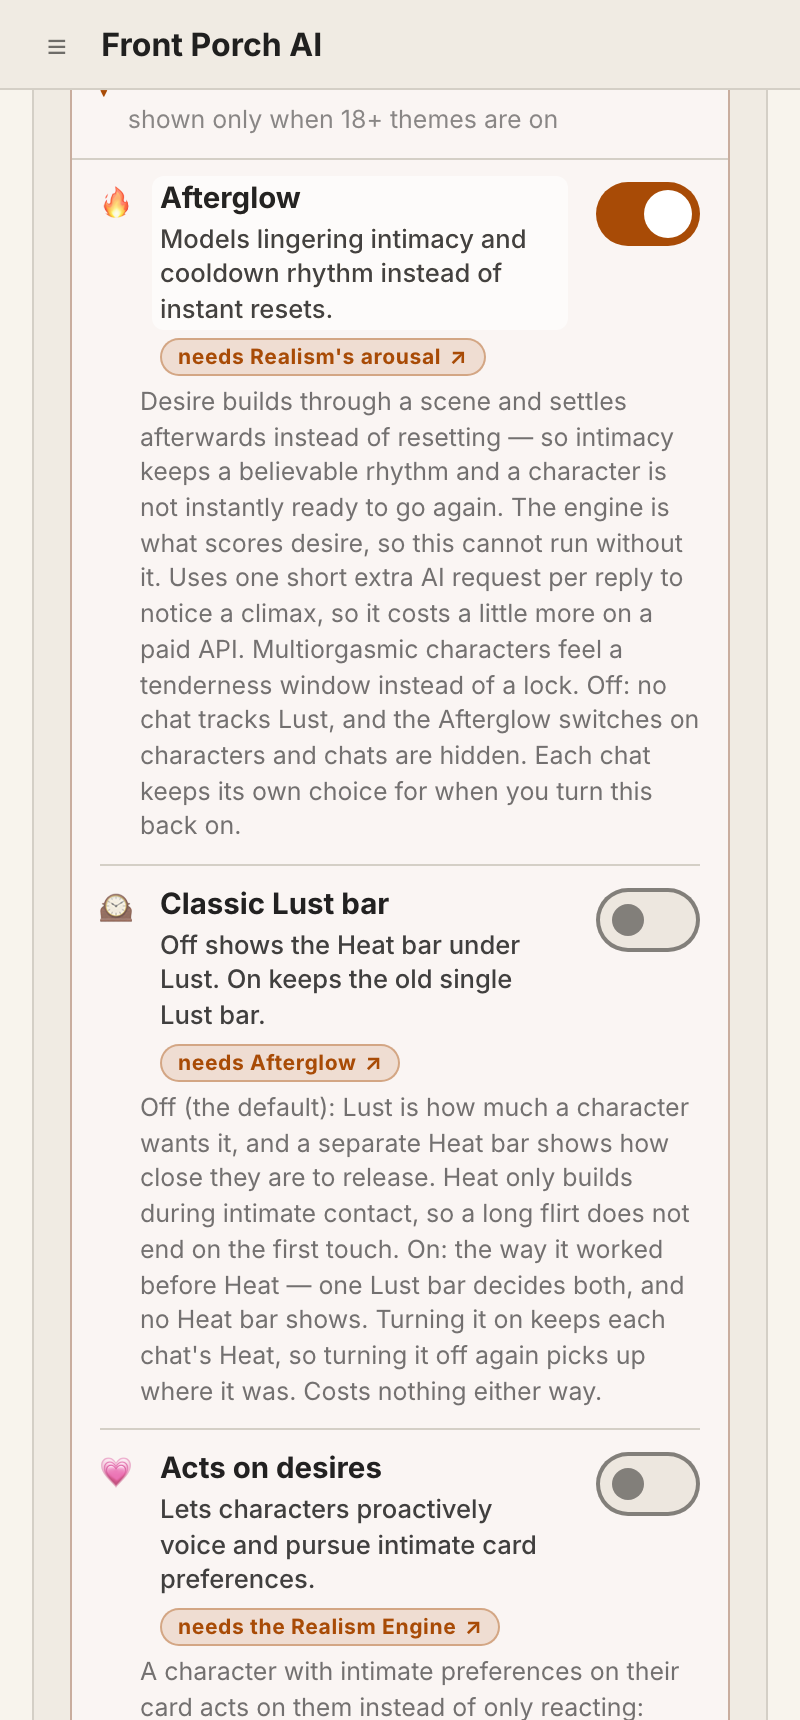 Front Porch AI
shown only when 18+ themes are on
Afterglow
Models lingering intimacy and
cooldown rhythm instead of
instant resets.
needs Realism's arousal ↗
Desire builds through a scene and settles
afterwards instead of resetting — so intimacy
keeps a believable rhythm and a character is
not instantly ready to go again. The engine is
what scores desire, so this cannot run without
it. Uses one short extra AI request per reply to
notice a climax, so it costs a little more on a
paid API. Multiorgasmic characters feel a
tenderness window instead of a lock. Off: no
chat tracks Lust, and the Afterglow switches on
characters and chats are hidden. Each chat
keeps its own choice for when you turn this
back on.
Classic Lust bar
Off shows the Heat bar under
Lust. On keeps the old single
Lust bar.
needs Afterglow ↗
Off (the default): Lust is how much a character
wants it, and a separate Heat bar shows how
close they are to release. Heat only builds
during intimate contact, so a long flirt does not
end on the first touch. On: the way it worked
before Heat — one Lust bar decides both, and
no Heat bar shows. Turning it on keeps each
chat's Heat, so turning it off again picks up
where it was. Costs nothing either way.
Acts on desires
Lets characters proactively
voice and pursue intimate card
preferences.
needs the Realism Engine ↗
A character with intimate preferences on their
card acts on them instead of only reacting: